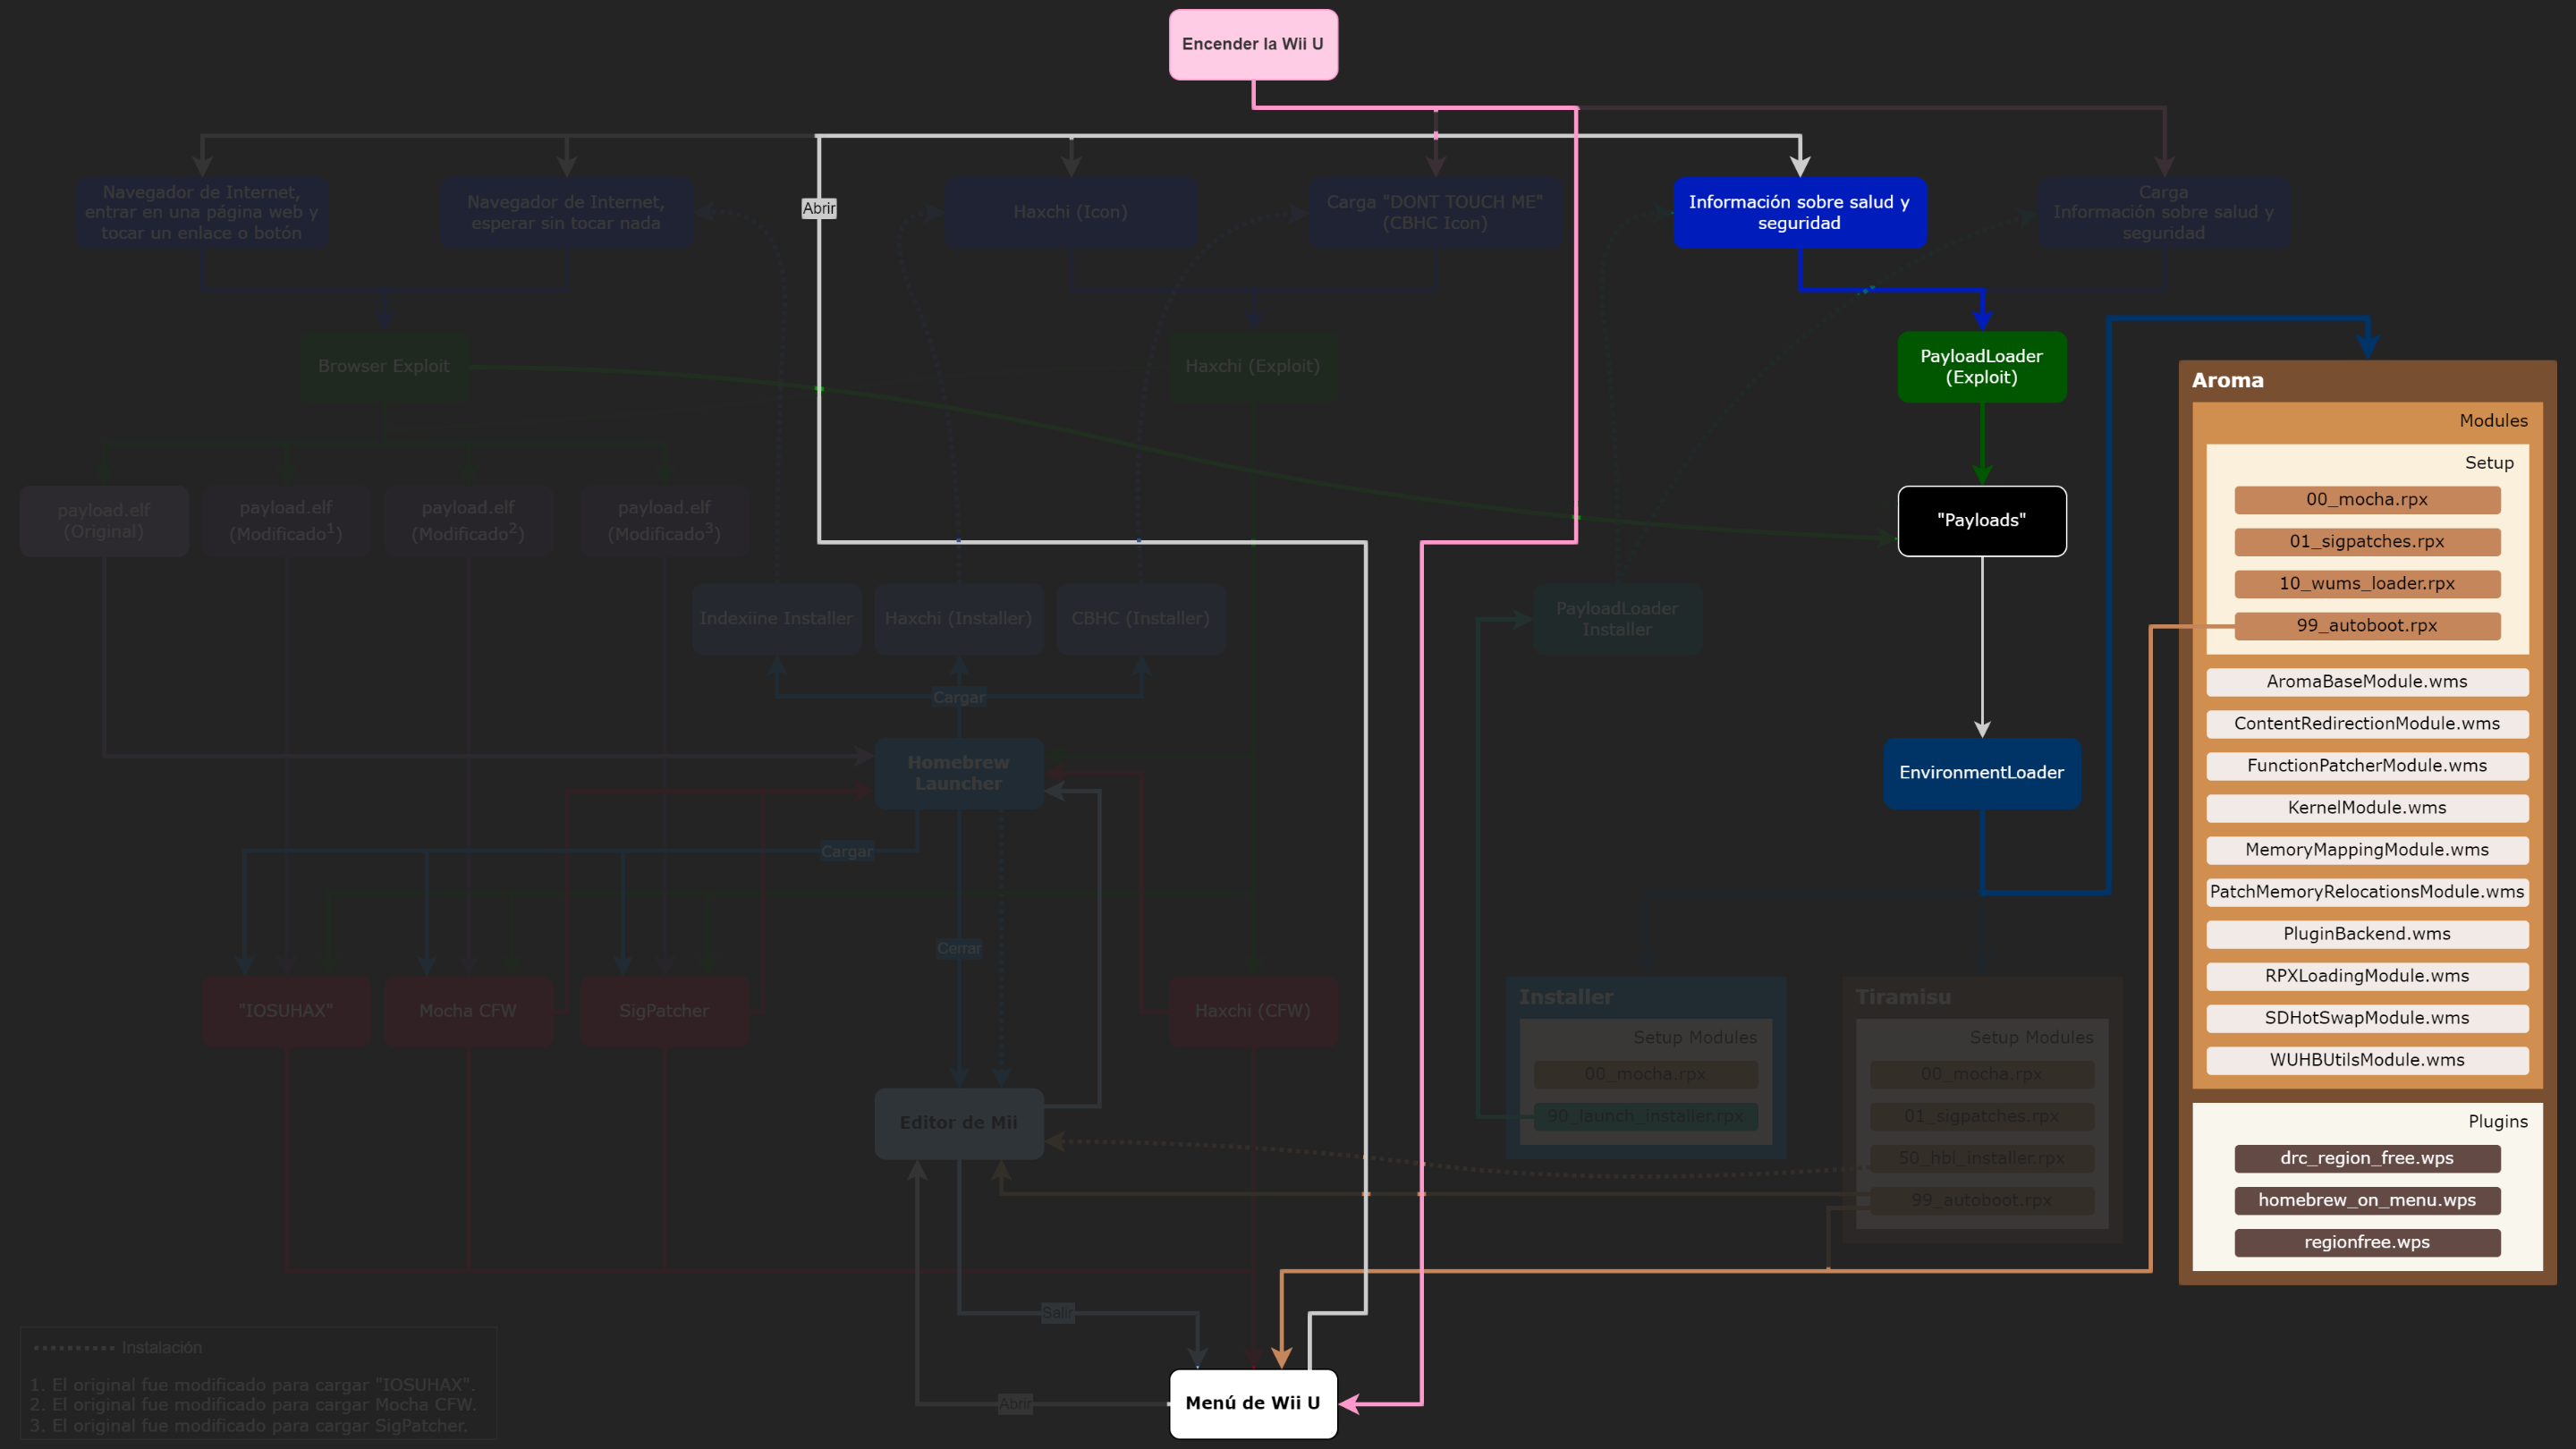 Encender la Wii U
Navegador de Internet,
entrar en una página web y
tocar un enlace o botón
Navegador de Internet,
esperar sin tocar nada
Abrir
Haxchi (Icon)
Carga "DONT TOUCH ME"
(CBHC Icon)
Información sobre salud y
seguridad
Carga
Información sobre salud y
seguridad
Browser Exploit
Haxchi (Exploit)
PayloadLoader
(Exploit)
payload.elf
(Original)
payload.elf
(Modificado¹)
payload.elf
(Modificado²)
payload.elf
(Modificado³)
"Payloads"
Indexiine Installer
Haxchi (Installer)
CBHC (Installer)
PayloadLoader
Installer
Cargar
Homebrew
Launcher
EnvironmentLoader
Cargar
Cerrar
"IOSUHAX"
Mocha CFW
SigPatcher
Haxchi (CFW)
Editor de Mii
Installer
Setup Modules
00_mocha.rpx
90_launch_installer.rpx
Tiramisu
Setup Modules
00_mocha.rpx
01_sigpatches.rpx
50_hbl_installer.rpx
99_autoboot.rpx
Aroma
Modules
Setup
00_mocha.rpx
01_sigpatches.rpx
10_wums_loader.rpx
99_autoboot.rpx
AromaBaseModule.wms
ContentRedirectionModule.wms
FunctionPatcherModule.wms
KernelModule.wms
MemoryMappingModule.wms
PatchMemoryRelocationsModule.wms
PluginBackend.wms
RPXLoadingModule.wms
SDHotSwapModule.wms
WUHBUtilsModule.wms
Plugins
drc_region_free.wps
homebrew_on_menu.wps
regionfree.wps
Salir
Abrir
Menú de Wii U
Instalación
1. El original fue modificado para cargar "IOSUHAX".
2. El original fue modificado para cargar Mocha CFW.
3. El original fue modificado para cargar SigPatcher.